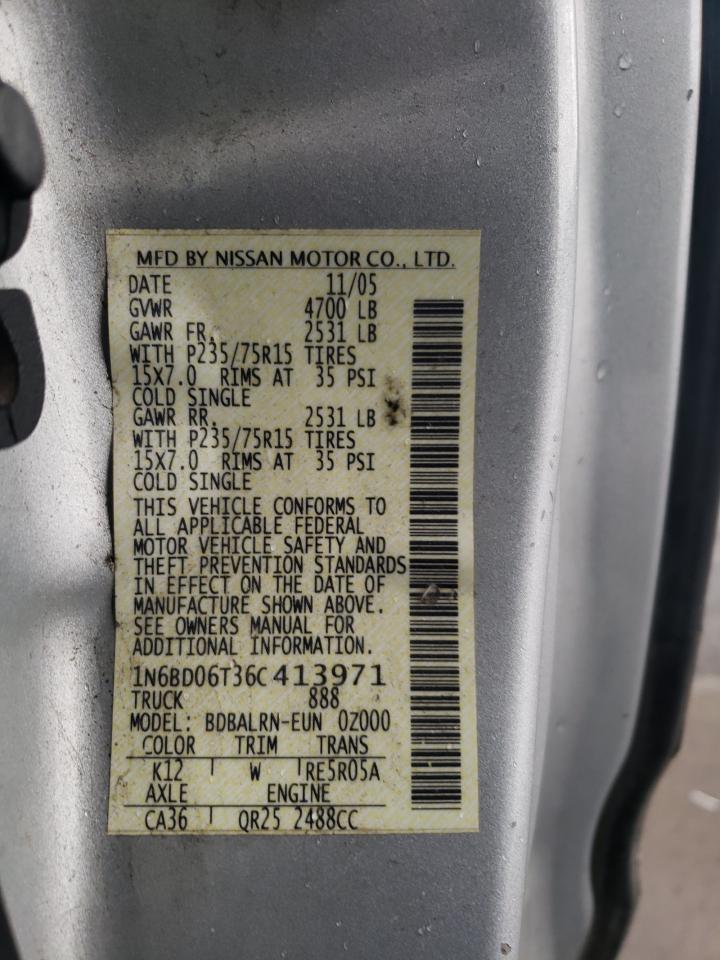 MFD BY NISSAN MOTOR CO., LTD.
DATE 11/05
GVWR 4700 LB
GAWR FR. 2531 LB
WITH P235/75R15 TIRES
15X7.0 RIMS AT 35 PSI
COLD SINGLE
GAWR RR. 2531 LB
WITH P235/75R15 TIRES
15X7.0 RIMS AT 35 PSI
COLD SINGLE
THIS VEHICLE CONFORMS TO
ALL APPLICABLE FEDERAL
MOTOR VEHICLE SAFETY AND
THEFT PREVENTION STANDARDS
IN EFFECT ON THE DATE OF
MANUFACTURE SHOWN ABOVE.
SEE OWNERS MANUAL FOR
ADDITIONAL INFORMATION.
1N6BD06T36C413971
TRUCK 888
MODEL: BDBALRN-EUN 0Z000
COLOR TRIM TRANS
K12 W RE5R05A
AXLE ENGINE
CA36 QR25 2488CC